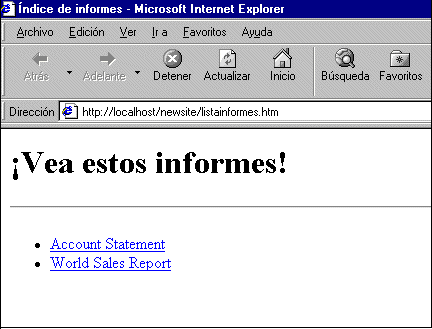 Índice de informes - Microsoft Internet Explorer
Archivo Edición Ver Ir a Favoritos Ayuda
Atrás Adelante Detener Actualizar Inicio Búsqueda Favoritos
Dirección http://localhost/newsite/listainformes.htm
¡Vea estos informes!
Account Statement
World Sales Report